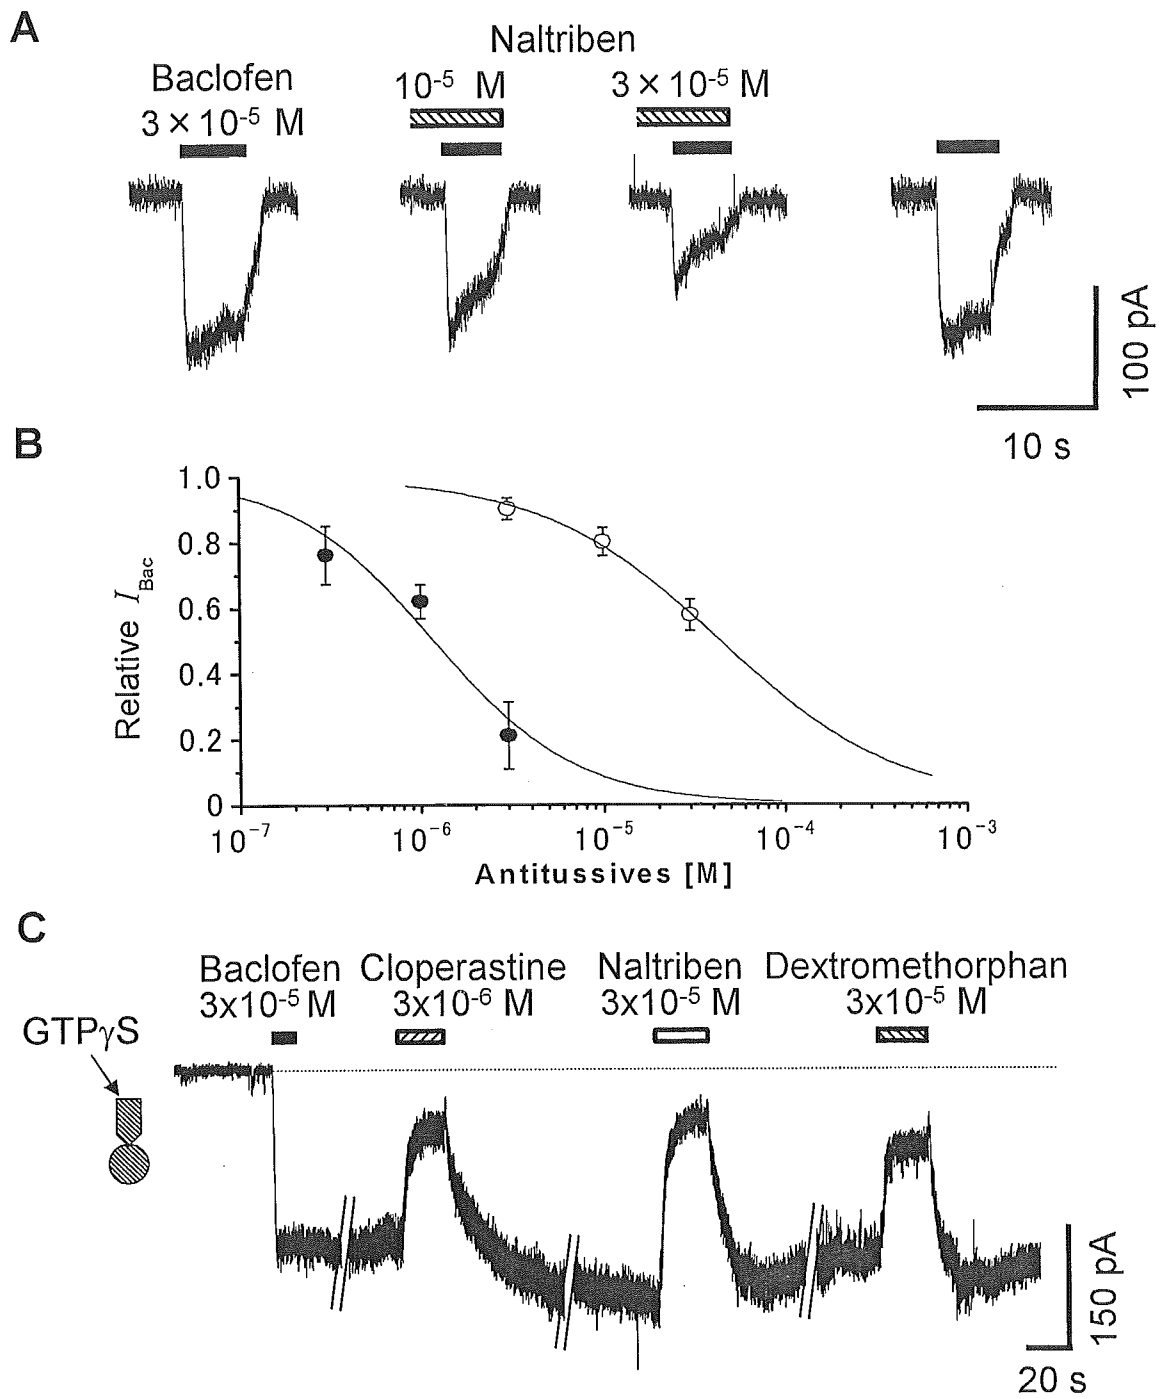 A
Naltriben
Baclofen
10⁻⁵ M
3 × 10⁻⁵ M
3 × 10⁻⁵ M
100 pA
10 s
B
1.0
0.8
0.6
0.4
0.2
0
Relative I_Bac
10⁻⁷
10⁻⁶
10⁻⁵
10⁻⁴
10⁻³
Antitussives [M]
C
Baclofen Cloperastine Naltriben Dextromethorphan
3x10⁻⁵ M 3x10⁻⁶ M 3x10⁻⁵ M 3x10⁻⁵ M
GTPγS
150 pA
20 s